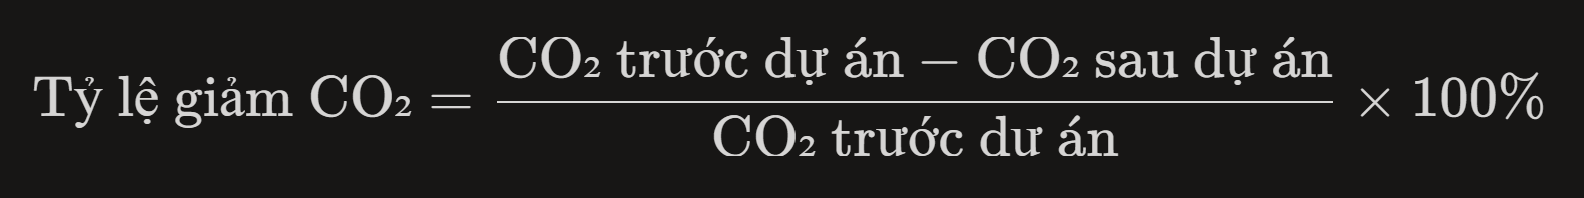 Tỷ lệ giảm CO₂ = (CO₂ trước dự án − CO₂ sau dự án) / (CO₂ trước dư án) × 100%